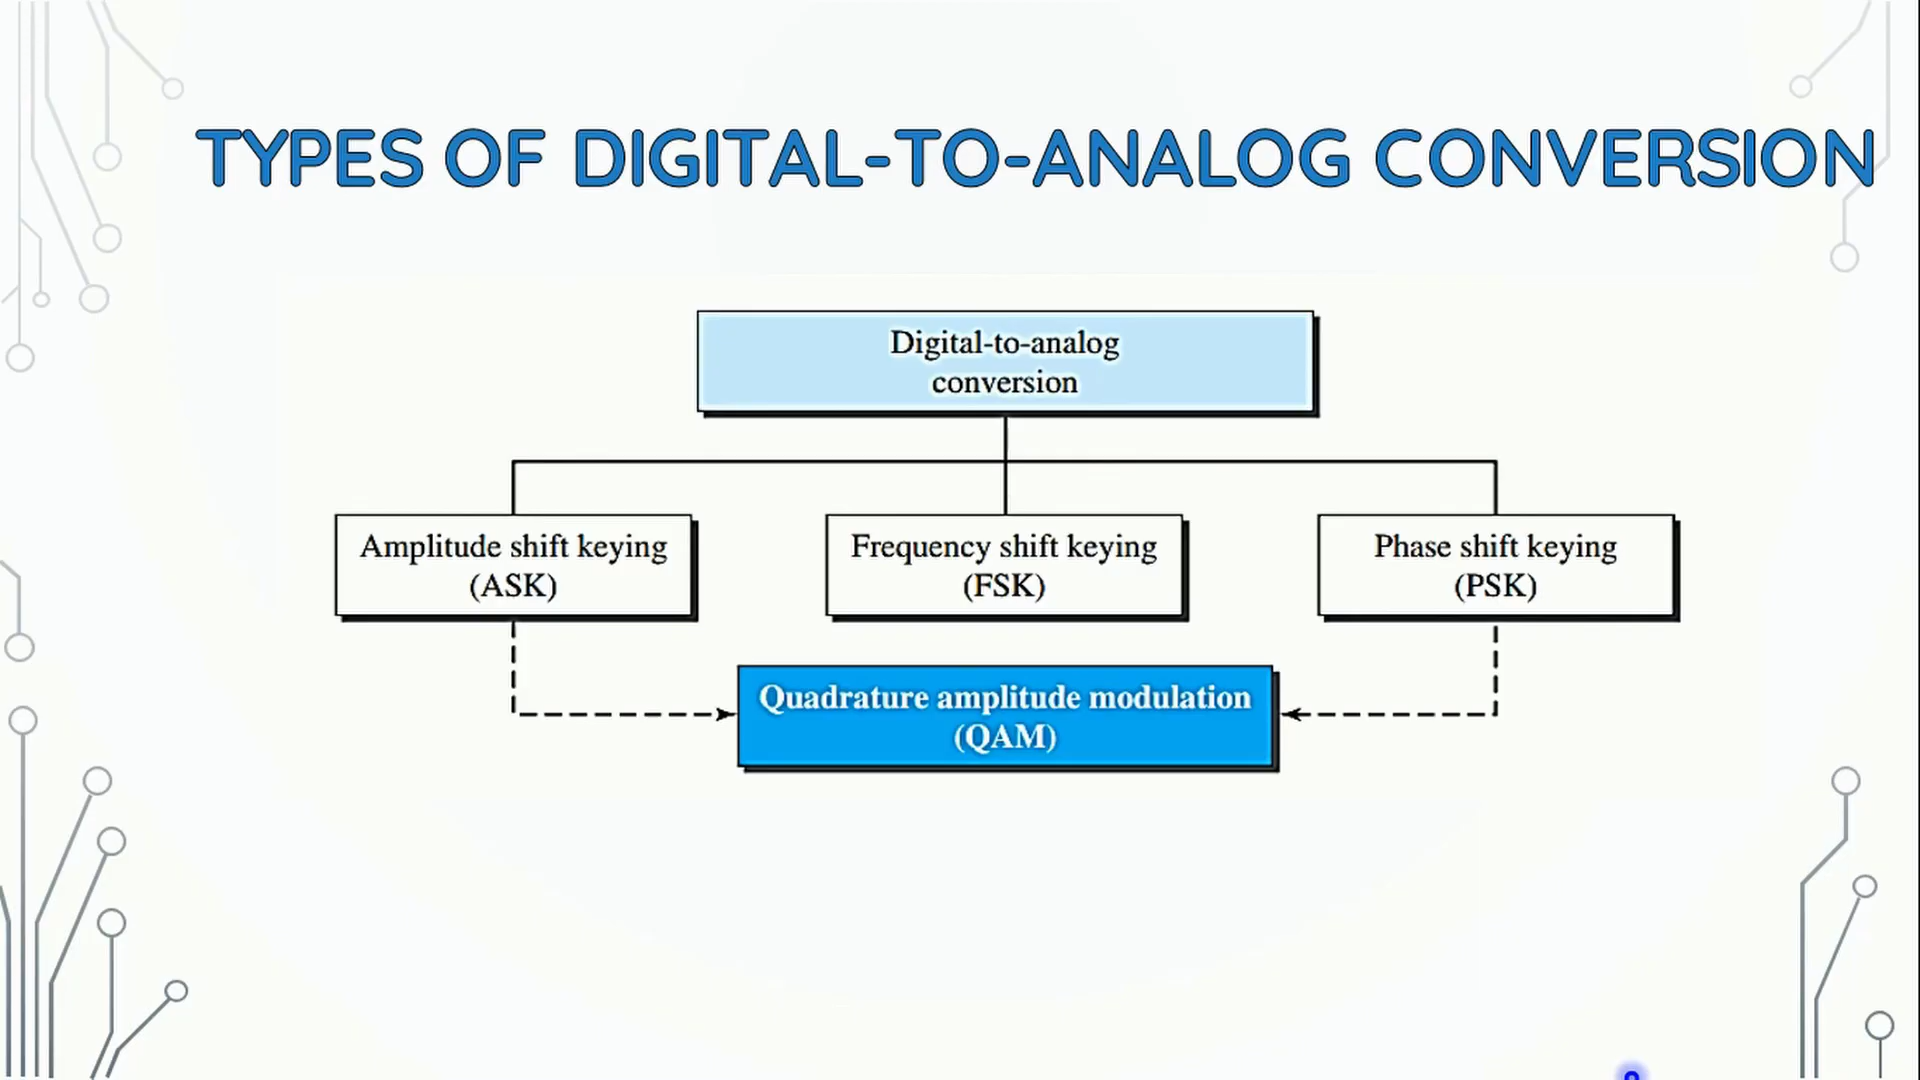 TYPES OF DIGITAL-TO-ANALOG CONVERSION
Digital-to-analog
conversion
Amplitude shift keying
(ASK)
Frequency shift keying
(FSK)
Phase shift keying
(PSK)
Quadrature amplitude modulation
(QAM)